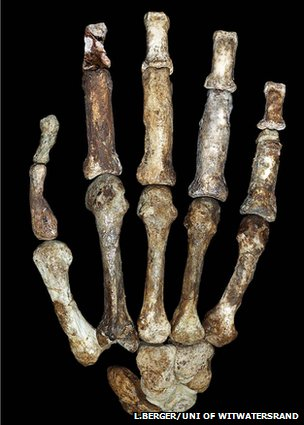 L.BERGER/UNI OF WITWATERSRAND